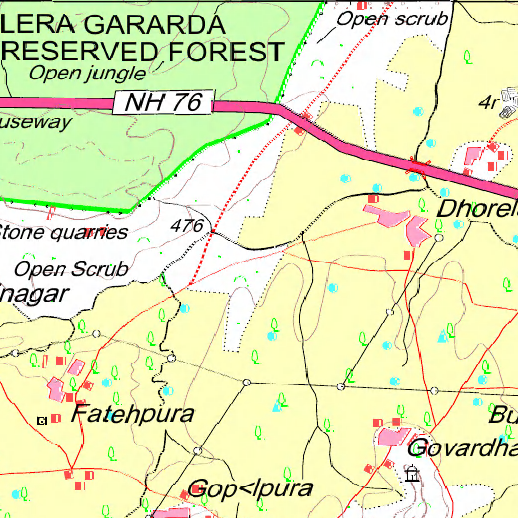 LERA GARARDA
RESERVED FOREST
Open scrub
Open jungle
NH 76
4r
useway
Dhorel
476
Stone quarries
Open Scrub
nagar
Fatehpura
Bu
Govardha
Gop<lpura